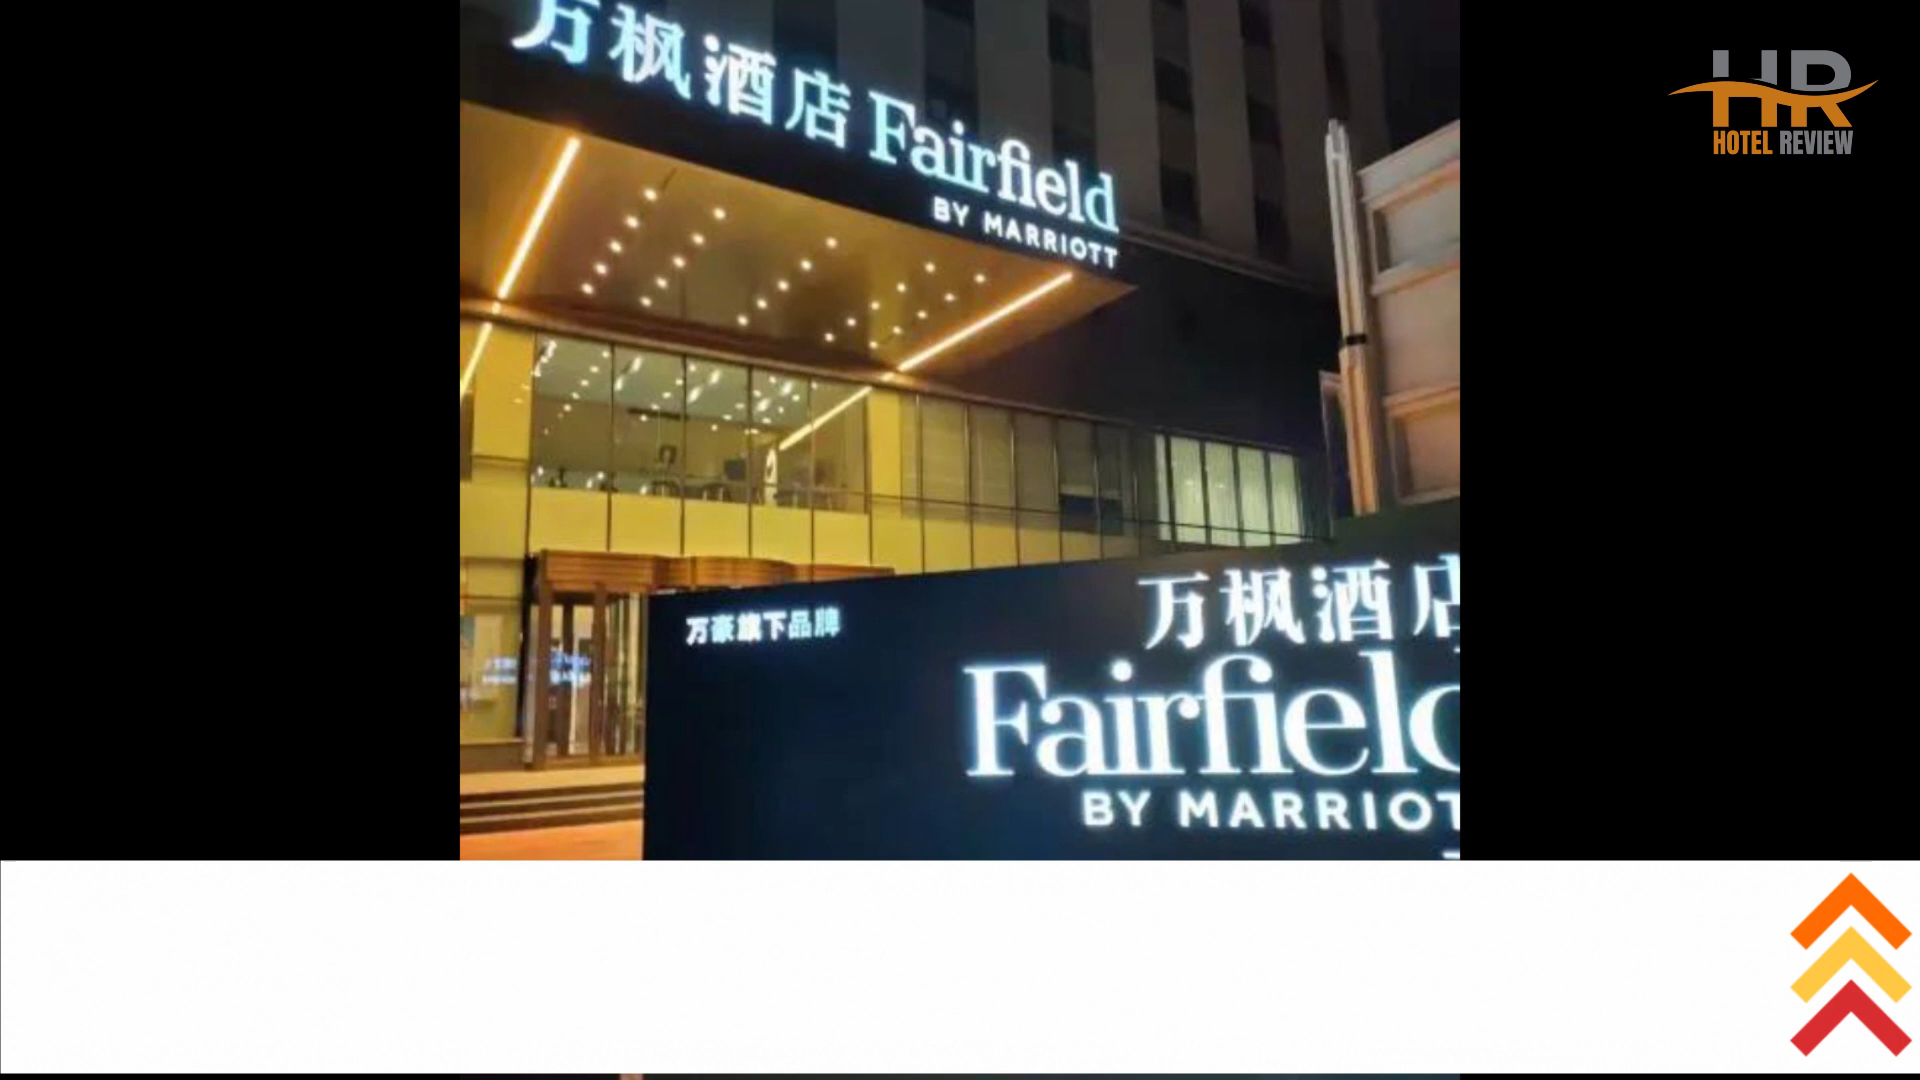 万枫酒店 Fairfield
BY MARRIOTT
HR
HOTEL REVIEW
万豪旗下品牌
万枫酒店
Fairfield
BY MARRIOT